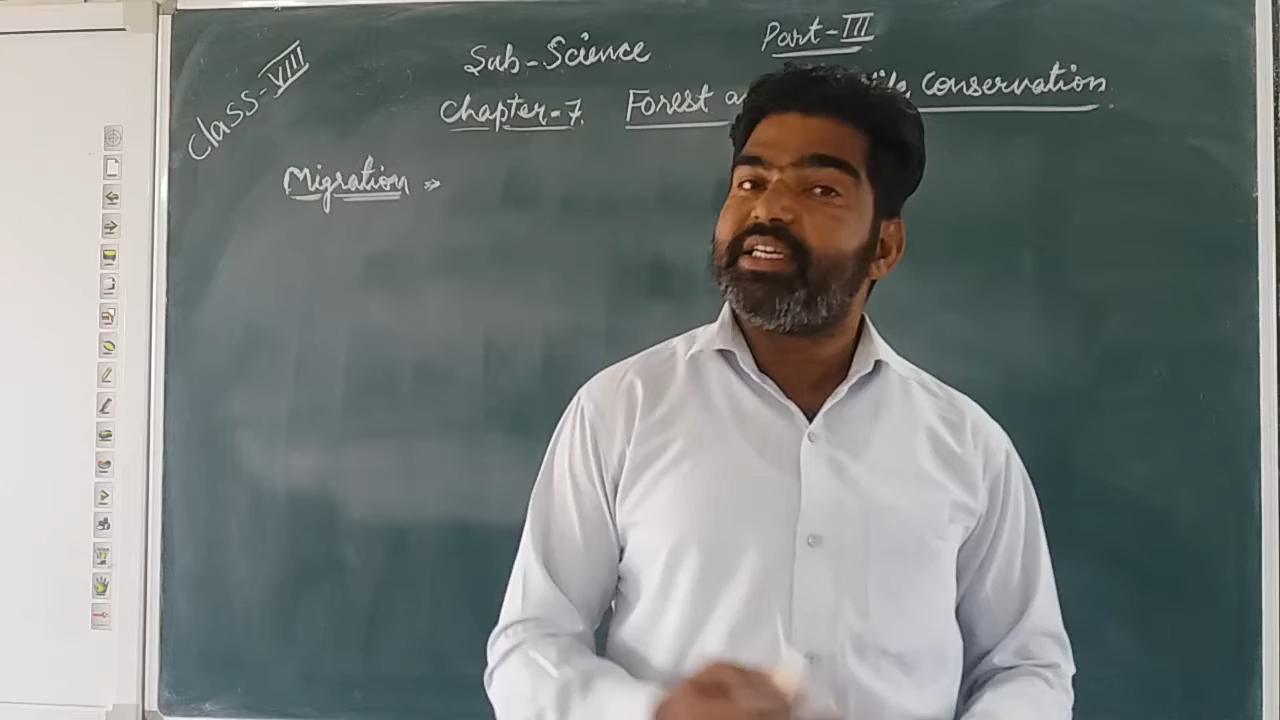 Class-VIII
Sub-Science
Part-III
Chapter-7. Forest conservation.
Migration ⇒